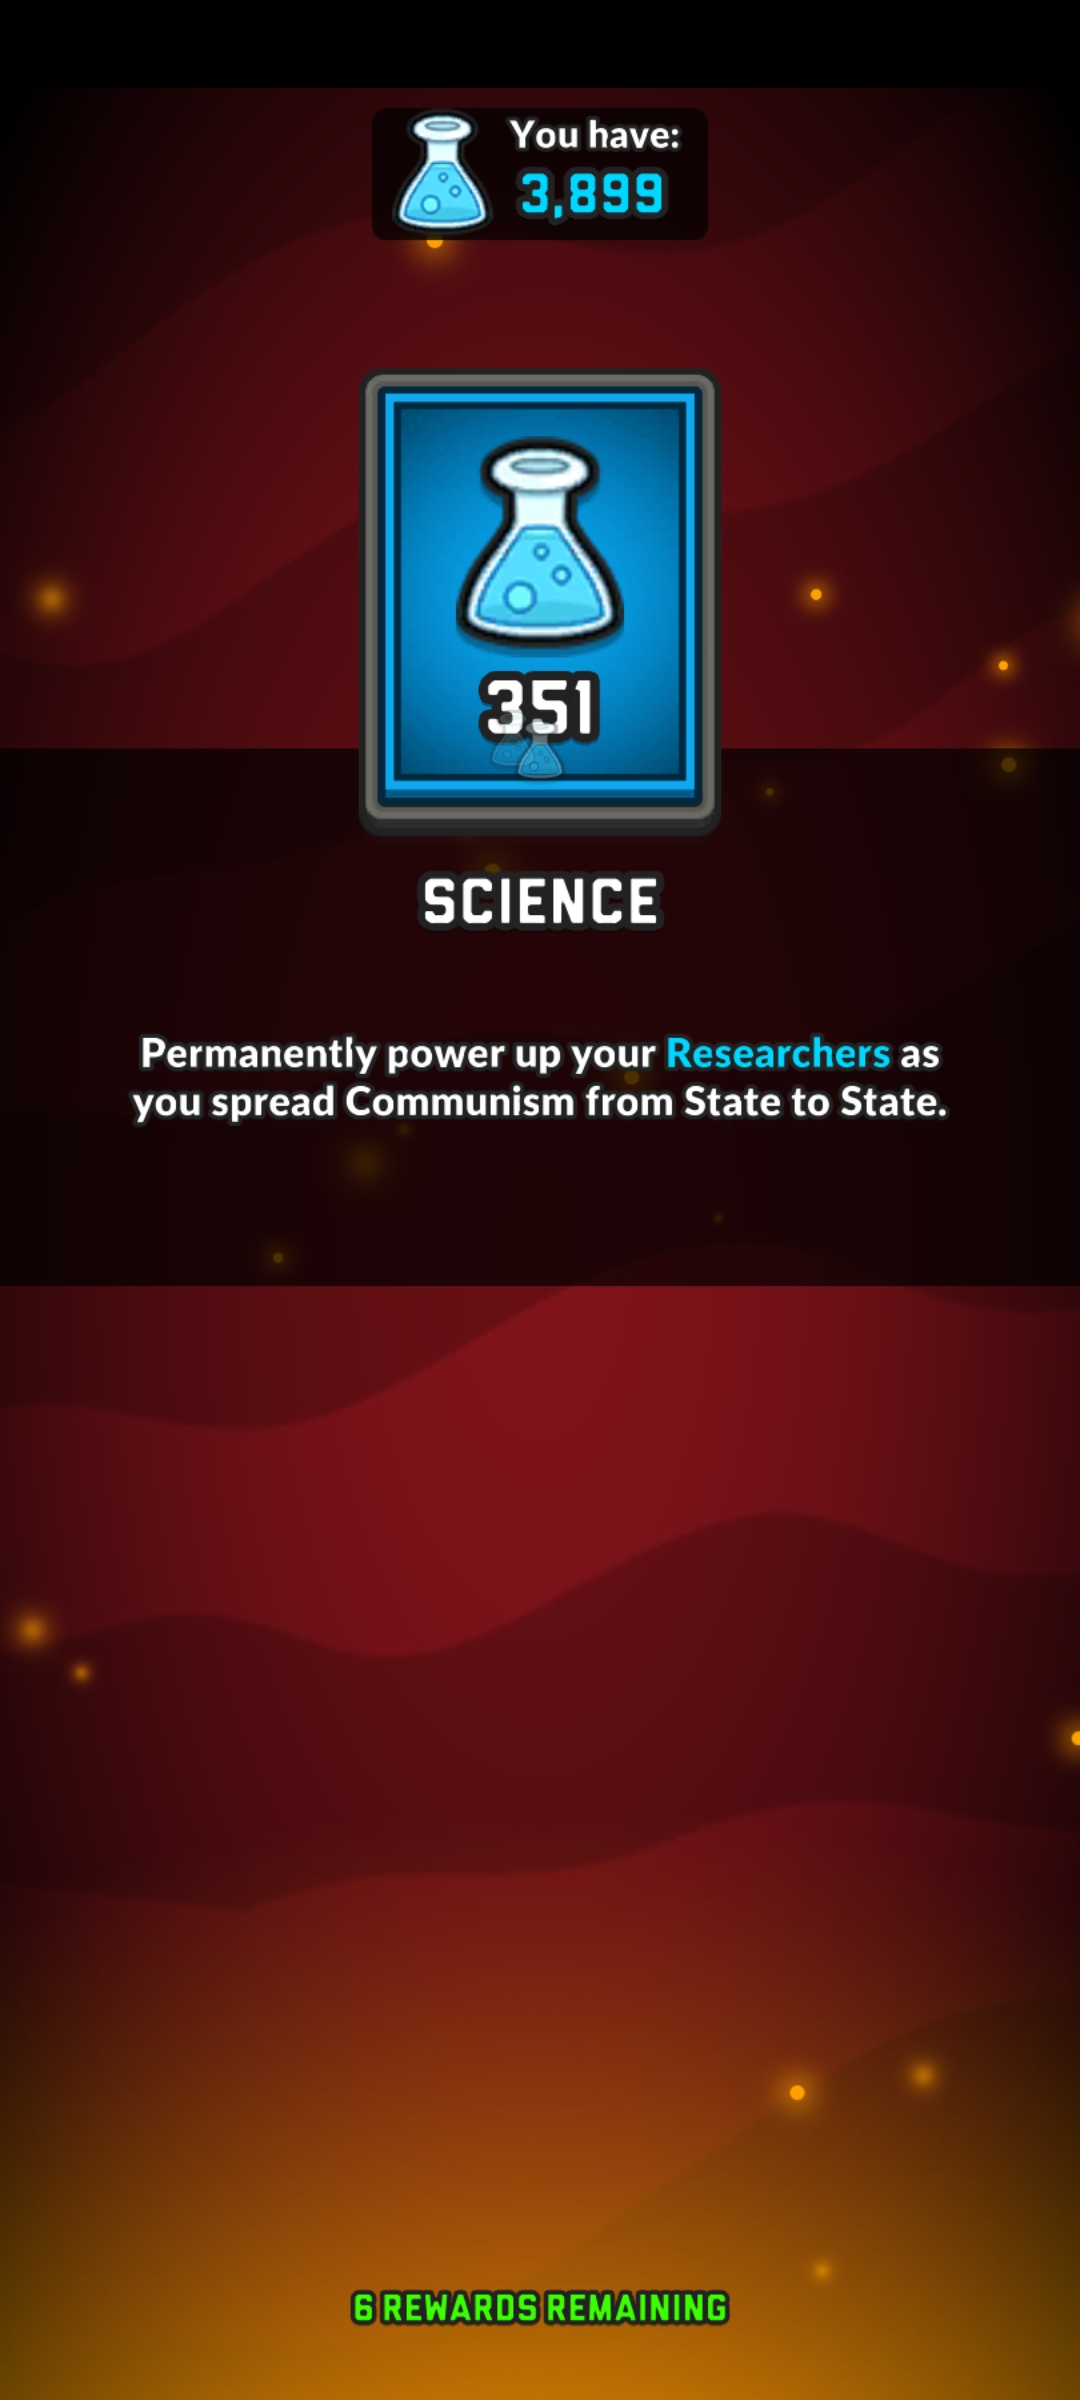 You have:
3,899
351
SCIENCE
Permanently power up your Researchers as
you spread Communism from State to State.
6 REWARDS REMAINING